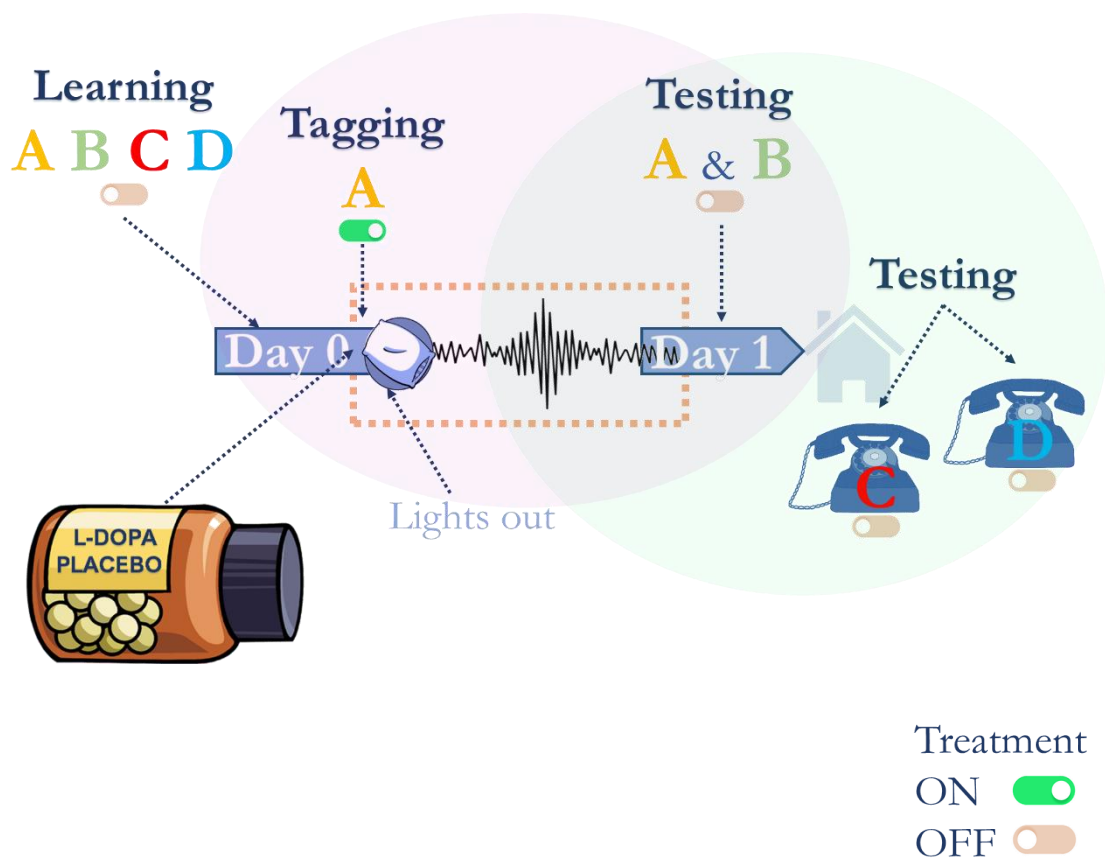 Learning
A B C D
Tagging
A
Testing
A & B
Testing
Day 0
Day 1
C
D
Lights out
L-DOPA
PLACEBO
Treatment
ON
OFF